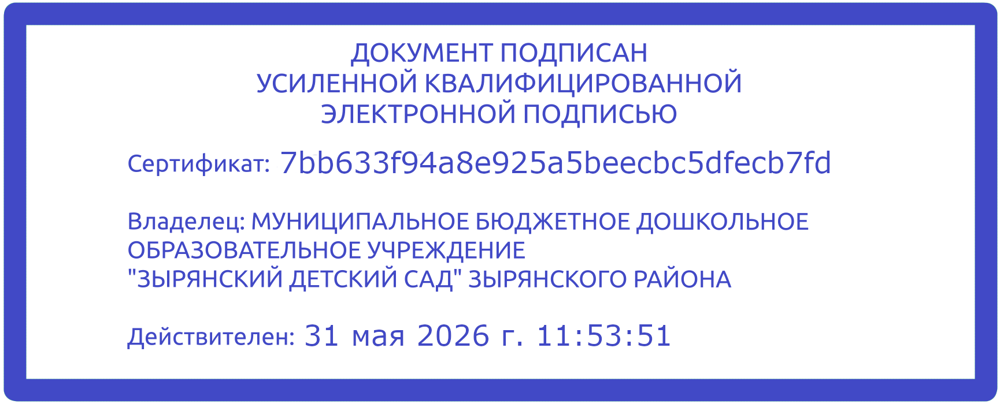 ДОКУМЕНТ ПОДПИСАН
УСИЛЕННОЙ КВАЛИФИЦИРОВАННОЙ
ЭЛЕКТРОННОЙ ПОДПИСЬЮ
Сертификат: 7bb633f94a8e925a5beecbc5dfecb7fd
Владелец: МУНИЦИПАЛЬНОЕ БЮДЖЕТНОЕ ДОШКОЛЬНОЕ
ОБРАЗОВАТЕЛЬНОЕ УЧРЕЖДЕНИЕ
"ЗЫРЯНСКИЙ ДЕТСКИЙ САД" ЗЫРЯНСКОГО РАЙОНА
Действителен: 31 мая 2026 г. 11:53:51